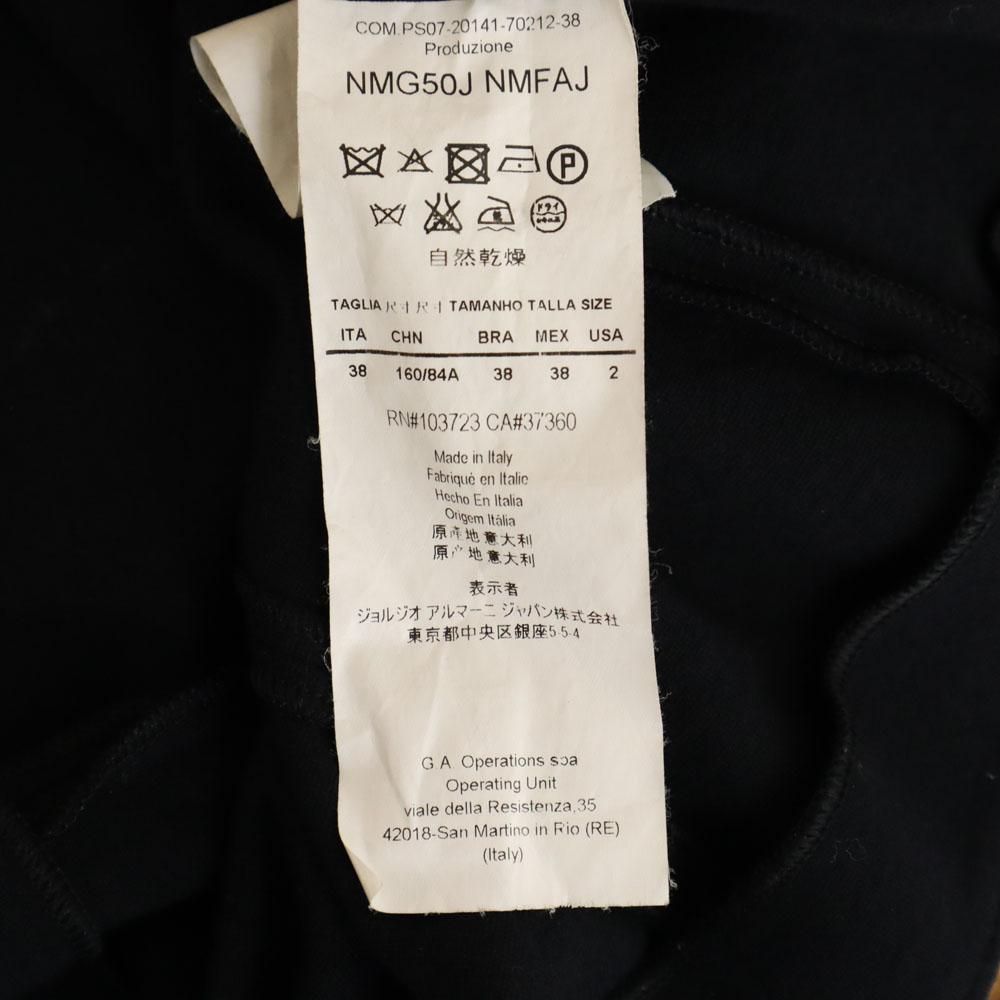 COM.PS07-20141-70212-38
Produzione
NMG50J NMFAJ
P
ドライ
自然乾燥
TAGLIA 尺寸 尺寸 TAMANHO TALLA SIZE
ITA CHN BRA MEX USA
38 160/84A 38 38 2
RN#103723 CA#37360
Made in Italy
Fabriqué en Italie
Hecho En Italia
Origem Itália
原產地意大利
原产地意大利
表示者
ジョルジオ アルマーニ ジャパン株式会社
東京都中央区銀座5-5-4
G.A. Operations spa
Operating Unit
viale della Resistenza,35
42018-San Martino in Rio (RE)
(Italy)